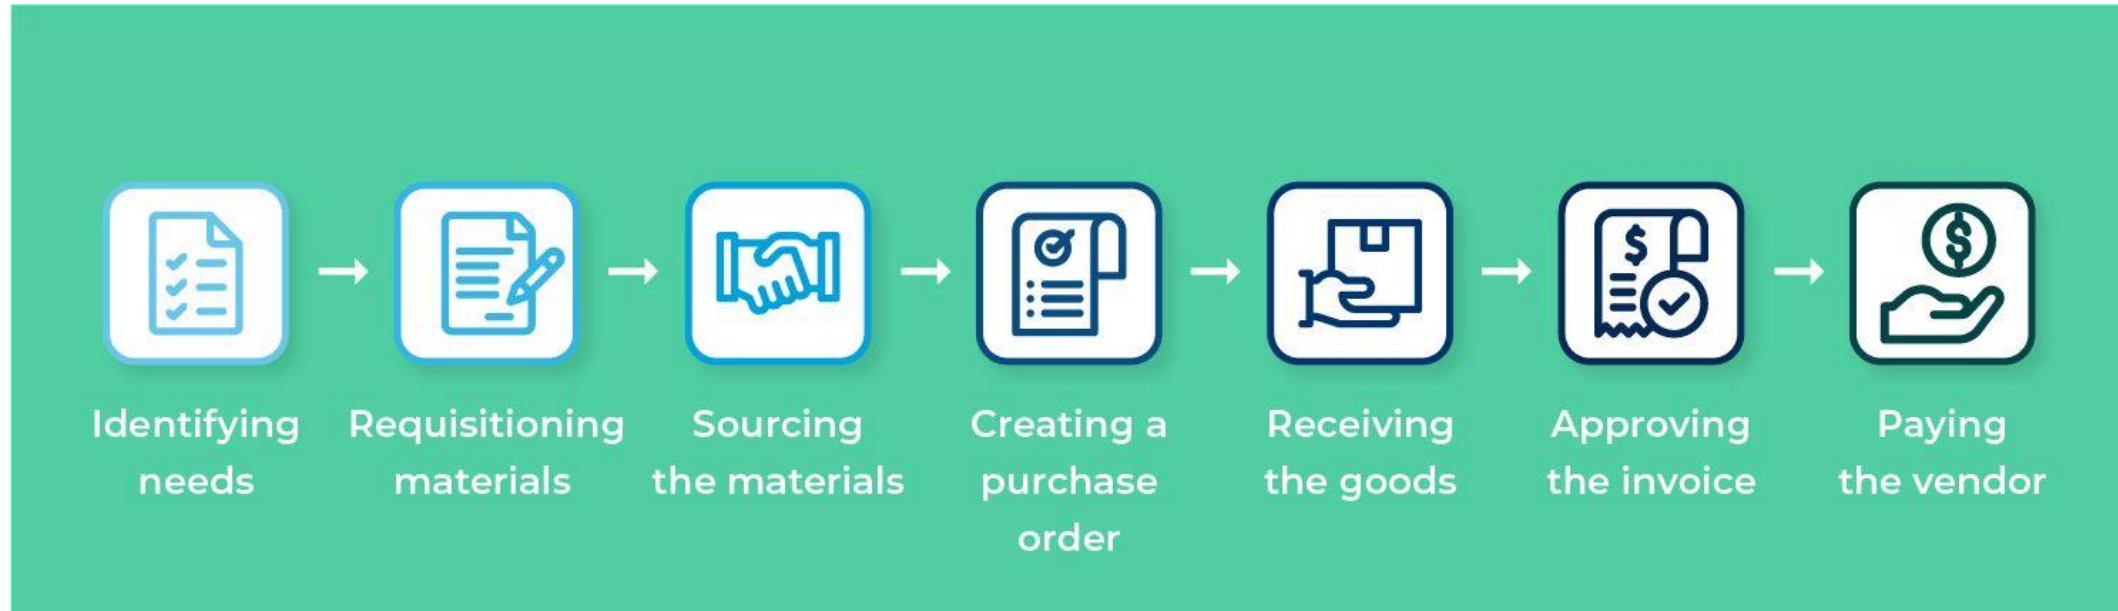 Identifying
needs
Requisitioning
materials
Sourcing
the materials
Creating a
purchase
order
Receiving
the goods
Approving
the invoice
Paying
the vendor